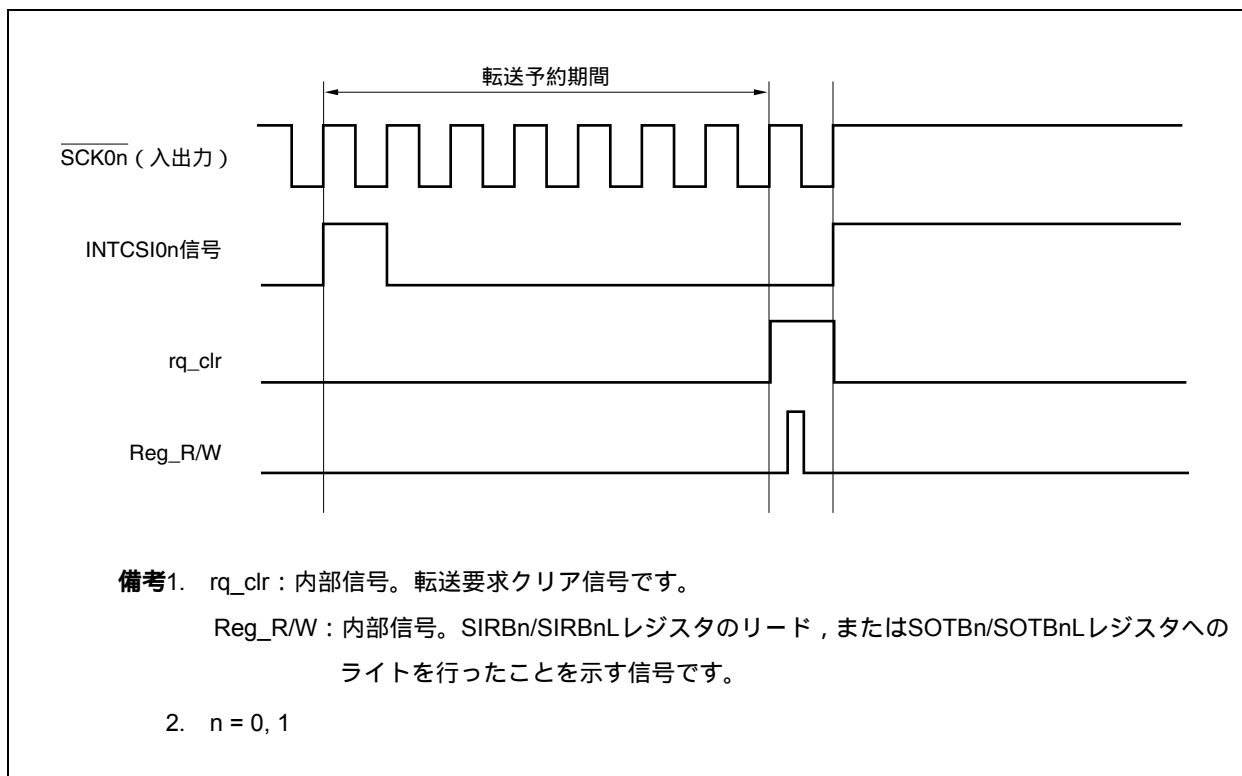 転送予約期間
SCK0n（入出力）
INTCSI0n信号
rq_clr
Reg_R/W
備考1. rq_clr：内部信号。転送要求クリア信号です。
Reg_R/W：内部信号。SIRBn/SIRBnLレジスタのリード，またはSOTBn/SOTBnLレジスタへの
ライトを行ったことを示す信号です。
2. n = 0, 1